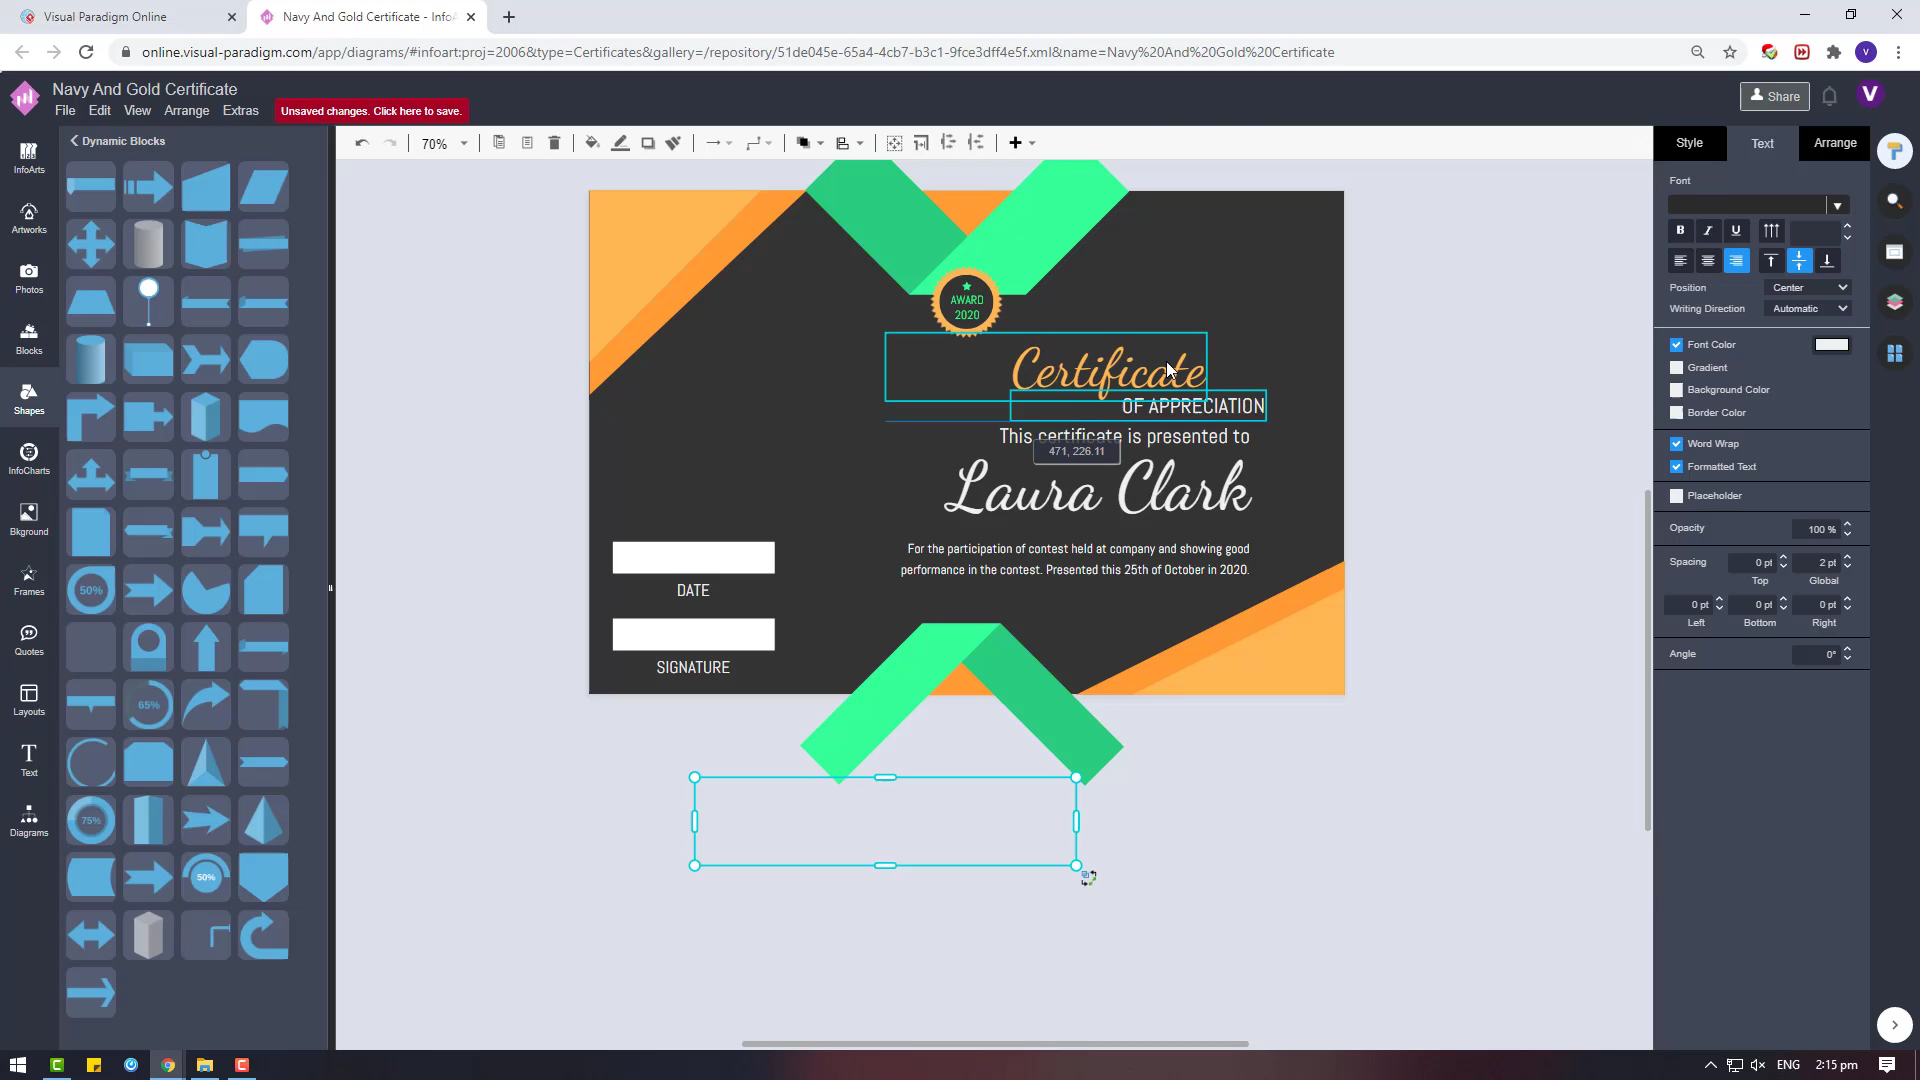 Visual Paradigm Online
Navy And Gold Certificate - InfoA
online.visual-paradigm.com/app/diagrams/#infoart:proj=2006&type=Certificates&gallery=/repository/51de045e-65a4-4cb7-b3c1-9fce3dff4e5f.xml&name=Navy%20And%20Gold%20Certificate
V
Navy And Gold Certificate
File Edit View Arrange Extras
Unsaved changes. Click here to save.
Share
V
InfoArts
Artworks
Photos
Blocks
Shapes
InfoCharts
Bkground
Frames
Quotes
Layouts
Text
Diagrams
Dynamic Blocks
50%
65%
75%
50%
70%
AWARD
2020
Certificate
OF APPRECIATION
This certificate is presented to
471, 226.11
Laura Clark
For the participation of contest held at company and showing good
performance in the contest. Presented this 25th of October in 2020.
DATE
SIGNATURE
Style Text Arrange
Font
B I U
Position Center
Writing Direction Automatic
Font Color
Gradient
Background Color
Border Color
Word Wrap
Formatted Text
Placeholder
Opacity 100 %
Spacing 0 pt 2 pt
Top Global
0 pt 0 pt 0 pt
Left Bottom Right
Angle 0°
ENG 2:15 pm